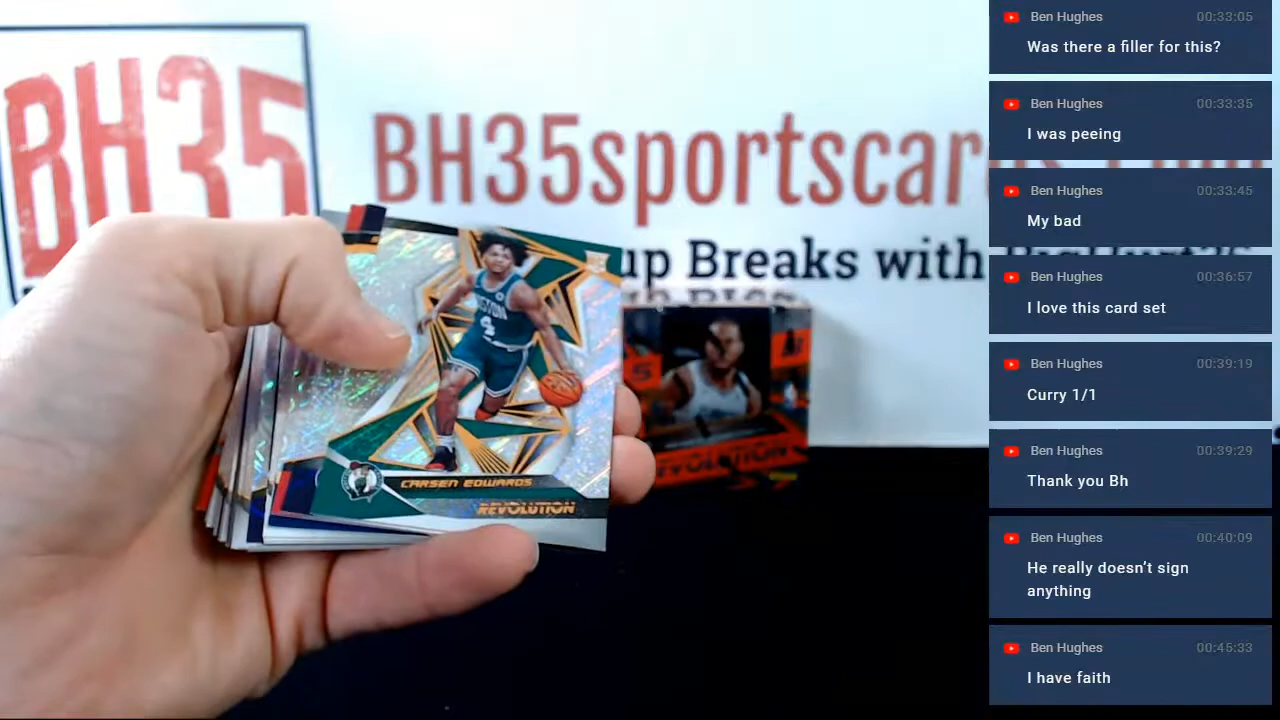 BH35
BH35sportscar
up Breaks with
BOSTON
4
CARSEN EDWARDS
REVOLUTION
REVOLUTION
Ben Hughes 00:33:05
Was there a filler for this?
Ben Hughes 00:33:35
I was peeing
Ben Hughes 00:33:45
My bad
Ben Hughes 00:36:57
I love this card set
Ben Hughes 00:39:19
Curry 1/1
Ben Hughes 00:39:29
Thank you Bh
Ben Hughes 00:40:09
He really doesn’t sign
anything
Ben Hughes 00:45:33
I have faith